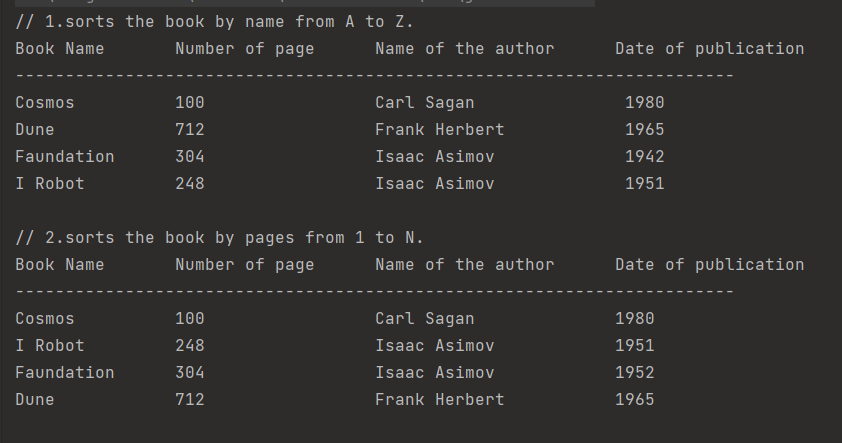 // 1.sorts the book by name from A to Z.
Book Name       Number of page      Name of the author      Date of publication
------------------------------------------------------------------------
Cosmos          100                 Carl Sagan               1980
Dune            712                 Frank Herbert            1965
Faundation      304                 Isaac Asimov             1942
I Robot         248                 Isaac Asimov             1951

// 2.sorts the book by pages from 1 to N.
Book Name       Number of page      Name of the author      Date of publication
------------------------------------------------------------------------
Cosmos          100                 Carl Sagan              1980
I Robot         248                 Isaac Asimov            1951
Faundation      304                 Isaac Asimov            1952
Dune            712                 Frank Herbert           1965